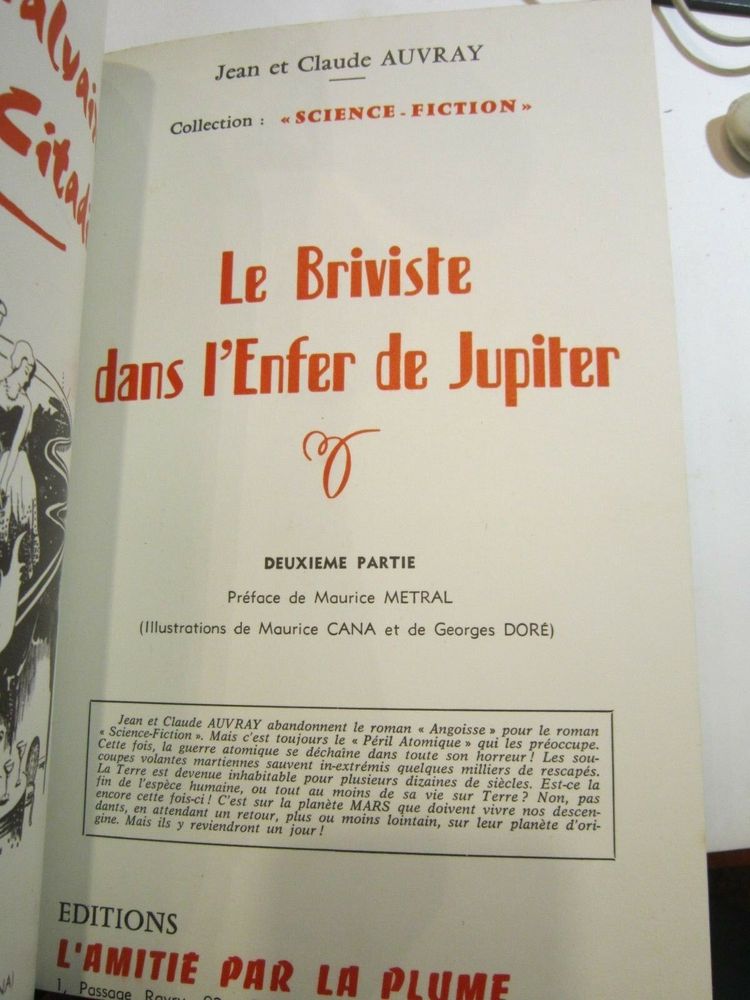 Citad
Jean et Claude AUVRAY
Collection : « SCIENCE-FICTION »
Le Briviste
dans l'Enfer de Jupiter
DEUXIEME PARTIE
Préface de Maurice METRAL
(Illustrations de Maurice CANA et de Georges DORÉ)
Jean et Claude AUVRAY abandonnent le roman « Angoisse » pour le roman
« Science-Fiction ». Mais c'est toujours le « Péril Atomique » qui les préoccupe.
Cette fois, la guerre atomique se déchaîne dans toute son horreur ! Les sou-
coupes volantes martiennes sauvent in-extrémis quelques milliers de rescapés.
La Terre est devenue inhabitable pour plusieurs dizaines de siècles. Est-ce la
fin de l'espèce humaine, ou tout au moins de sa vie sur Terre ? Non, pas
encore cette fois-ci ! C'est sur la planète MARS que doivent vivre nos descen-
dants, en attendant un retour, plus ou moins lointain, sur leur planète d'ori-
gine. Mais ils y reviendront un jour !
EDITIONS
L'AMITIÉ PAR LA PLUME
1, Passage